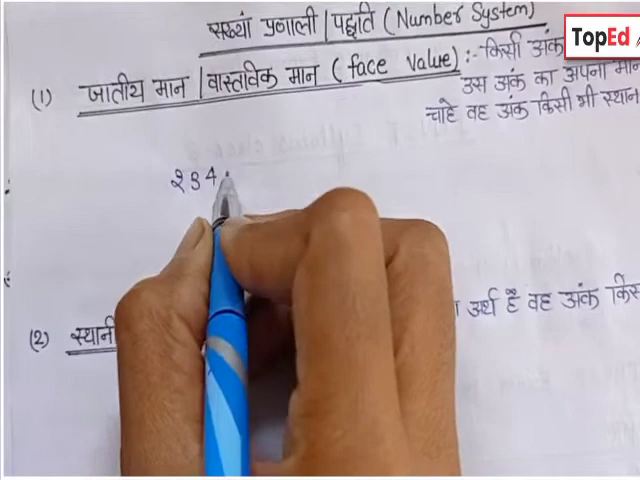 संख्यां प्रणाली | पद्धति (Number System)
TopEd
(1) जातीय मान | वास्तविक मान (face value) :- किसी अंक
उस अंक का अपना मान
चाहे वह अंक किसी भी स्थान
234
(2) स्थानी
अर्थ है वह अंक किस